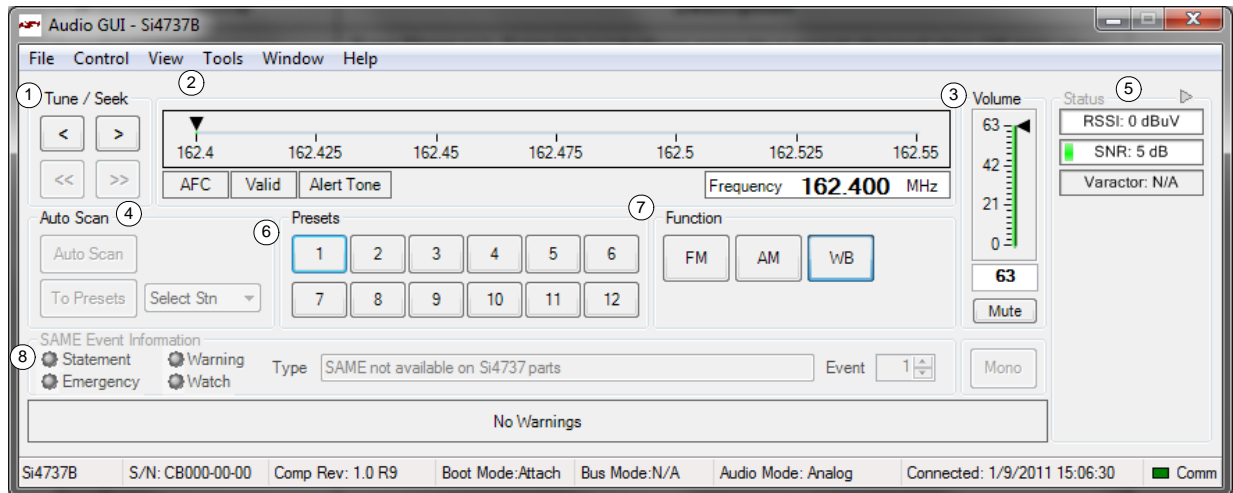 Audio GUI - Si4737B
File Control View Tools Window Help
1 Tune / Seek
2
3 Volume
Status 5
< >
<< >>
162.4 162.425 162.45 162.475 162.5 162.525 162.55
AFC Valid Alert Tone
Frequency 162.400 MHz
63
42
21
0
63
Mute
RSSI: 0 dBuV
SNR: 5 dB
Varactor: N/A
Auto Scan 4
Auto Scan
To Presets Select Stn
6 Presets
1 2 3 4 5 6
7 8 9 10 11 12
7 Function
FM AM WB
SAME Event Information
8 Statement Warning
Emergency Watch
Type SAME not available on Si4737 parts Event 1
Mono
No Warnings
Si4737B S/N: CB000-00-00 Comp Rev: 1.0 R9 Boot Mode:Attach Bus Mode:N/A Audio Mode: Analog Connected: 1/9/2011 15:06:30 Comm